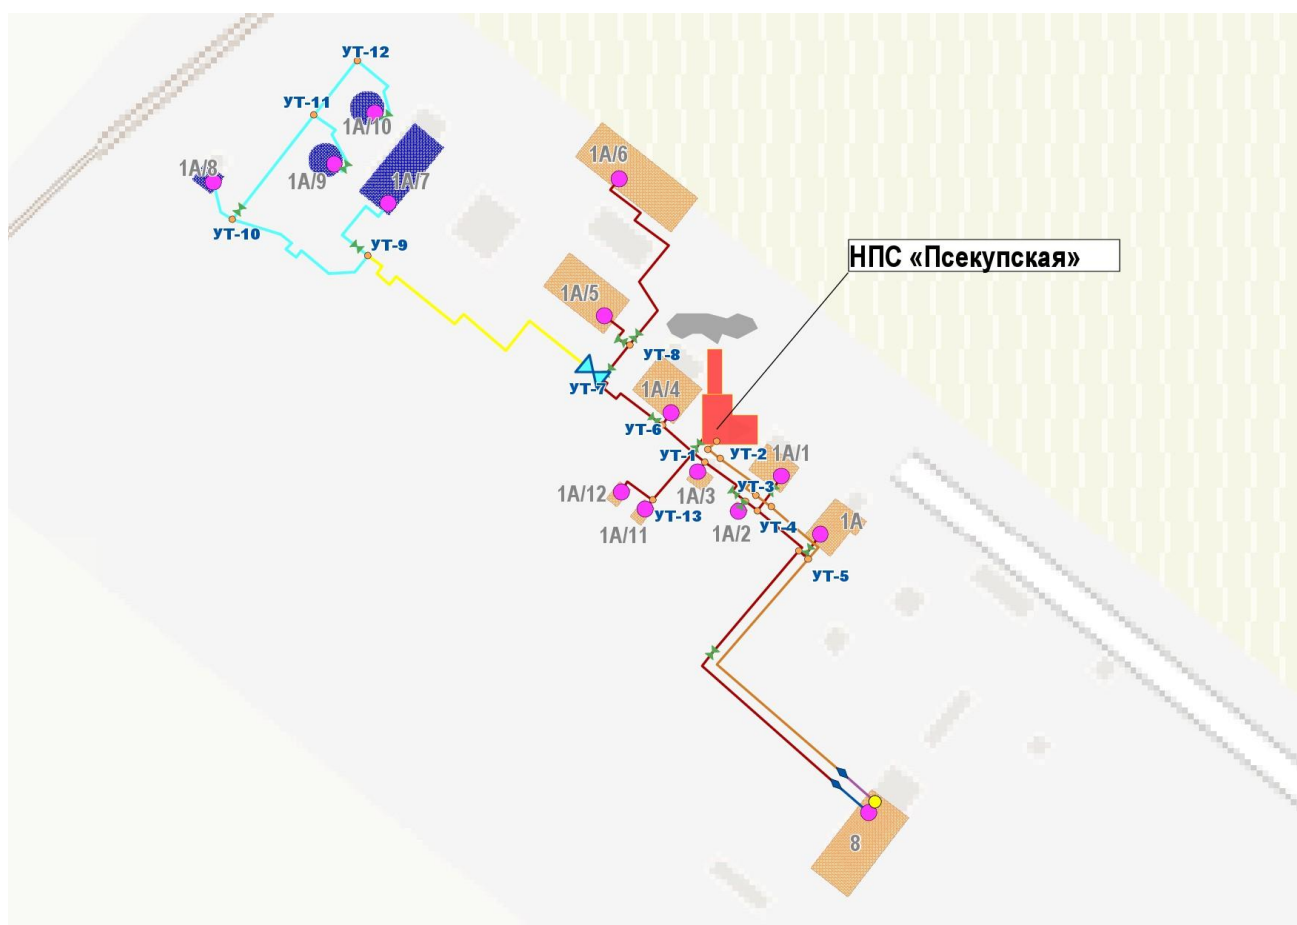 УТ-12
УТ-11
1А/10
1А/6
1А/8
1А/9
1А/7
УТ-10
УТ-9
НПС «Псекупская»
1А/5
УТ-8
УТ-7
1А/4
УТ-6
УТ-1
УТ-2
1А/1
УТ-3
1А/12
1А/3
УТ-13
1А/11
1А/2
УТ-4
1А
УТ-5
8